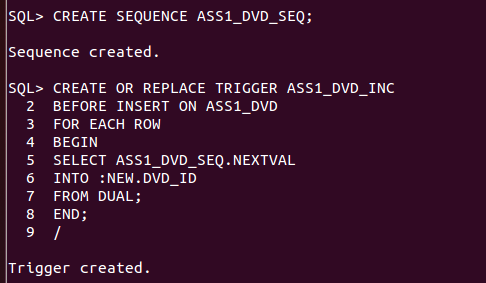 SQL> CREATE SEQUENCE ASS1_DVD_SEQ;
Sequence created.
SQL> CREATE OR REPLACE TRIGGER ASS1_DVD_INC
2 BEFORE INSERT ON ASS1_DVD
3 FOR EACH ROW
4 BEGIN
5 SELECT ASS1_DVD_SEQ.NEXTVAL
6 INTO :NEW.DVD_ID
7 FROM DUAL;
8 END;
9 /
Trigger created.